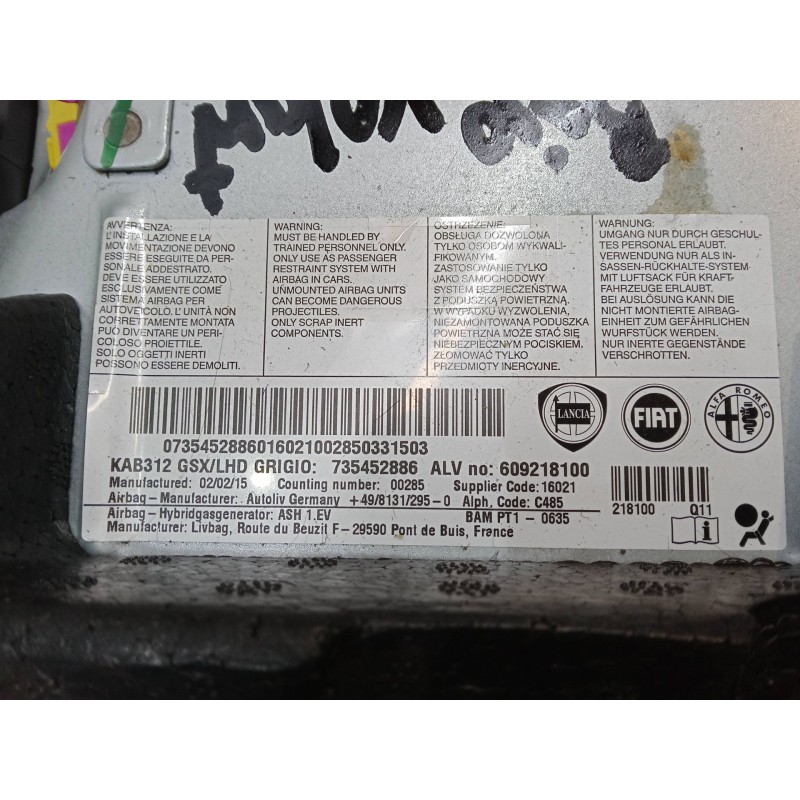 AVVERTENZA:
L'INSTALLAZIONE E LA
MOVIMENTAZIONE DEVONO
ESSERE ESEGUITE DA PER-
SONALE ADDESTRATO.
DEVE ESSERE UTILIZZATO
ESCLUSIVAMENTE COME
SISTEMA AIRBAG PER
AUTOVEICOLO. L'UNITÀ NON
CORRETTAMENTE MONTATA
PUO DIVENTARE UN PERI-
COLOSO PROIETTILE.
SOLO OGGETTI INERTI
POSSONO ESSERE DEMOLITI.
WARNING:
MUST BE HANDLED BY
TRAINED PERSONNEL ONLY.
ONLY USE AS PASSENGER
RESTRAINT SYSTEM WITH
AIRBAG IN CARS.
UNMOUNTED AIRBAG UNITS
CAN BECOME DANGEROUS
PROJECTILES.
ONLY SCRAP INERT
COMPONENTS.
OSTRZEŻENIE:
OBSŁUGA DOZWOLONA
TYLKO OSOBOM WYKWALI-
FIKOWANYM.
ZASTOSOWANIE TYLKO
JAKO SAMOCHODOWY
SYSTEM BEZPIECZEŃSTWA
Z PODUSZKĄ POWIETRZNĄ.
W WYPADKU WYZWOLENIA,
NIEZAMONTOWANA PODUSZKA
POWIETRZNA MOŻE STAĆ SIĘ
NIEBEZPIECZNYM POCISKIEM.
ZŁOMOWAĆ TYLKO
PRZEDMIOTY INERCYJNE.
WARNUNG:
UMGANG NUR DURCH GESCHUL-
TES PERSONAL ERLAUBT.
VERWENDUNG NUR ALS IN-
SASSEN-RÜCKHALTE-SYSTEM-
MIT LUFTSACK FÜR KRAFT-
FAHRZEUGE ERLAUBT.
BEI AUSLÖSUNG KANN DIE
NICHT MONTIERTE AIRBAG-
EINHEIT ZUM GEFÄHRLICHEN
WURFSTÜCK WERDEN.
NUR INERTE GEGENSTÄNDE
VERSCHROTTEN.
LANCIA
FIAT
ALFA ROMEO
07354528860160210028503315​03
KAB312 GSX/LHD GRIGIO: 735452886 ALV no: 609218100
Manufactured: 02/02/15 Counting number: 00285 Supplier Code: 16021
Airbag - Manufacturer: Autoliv Germany +49/8131/295-0 Alph. Code: C485
Airbag - Hybridgasgenerator: ASH 1.EV BAM PT1 - 0635
Manufacturer: Livbag, Route du Beuzit F - 29590 Pont de Buis, France
218100 Q11